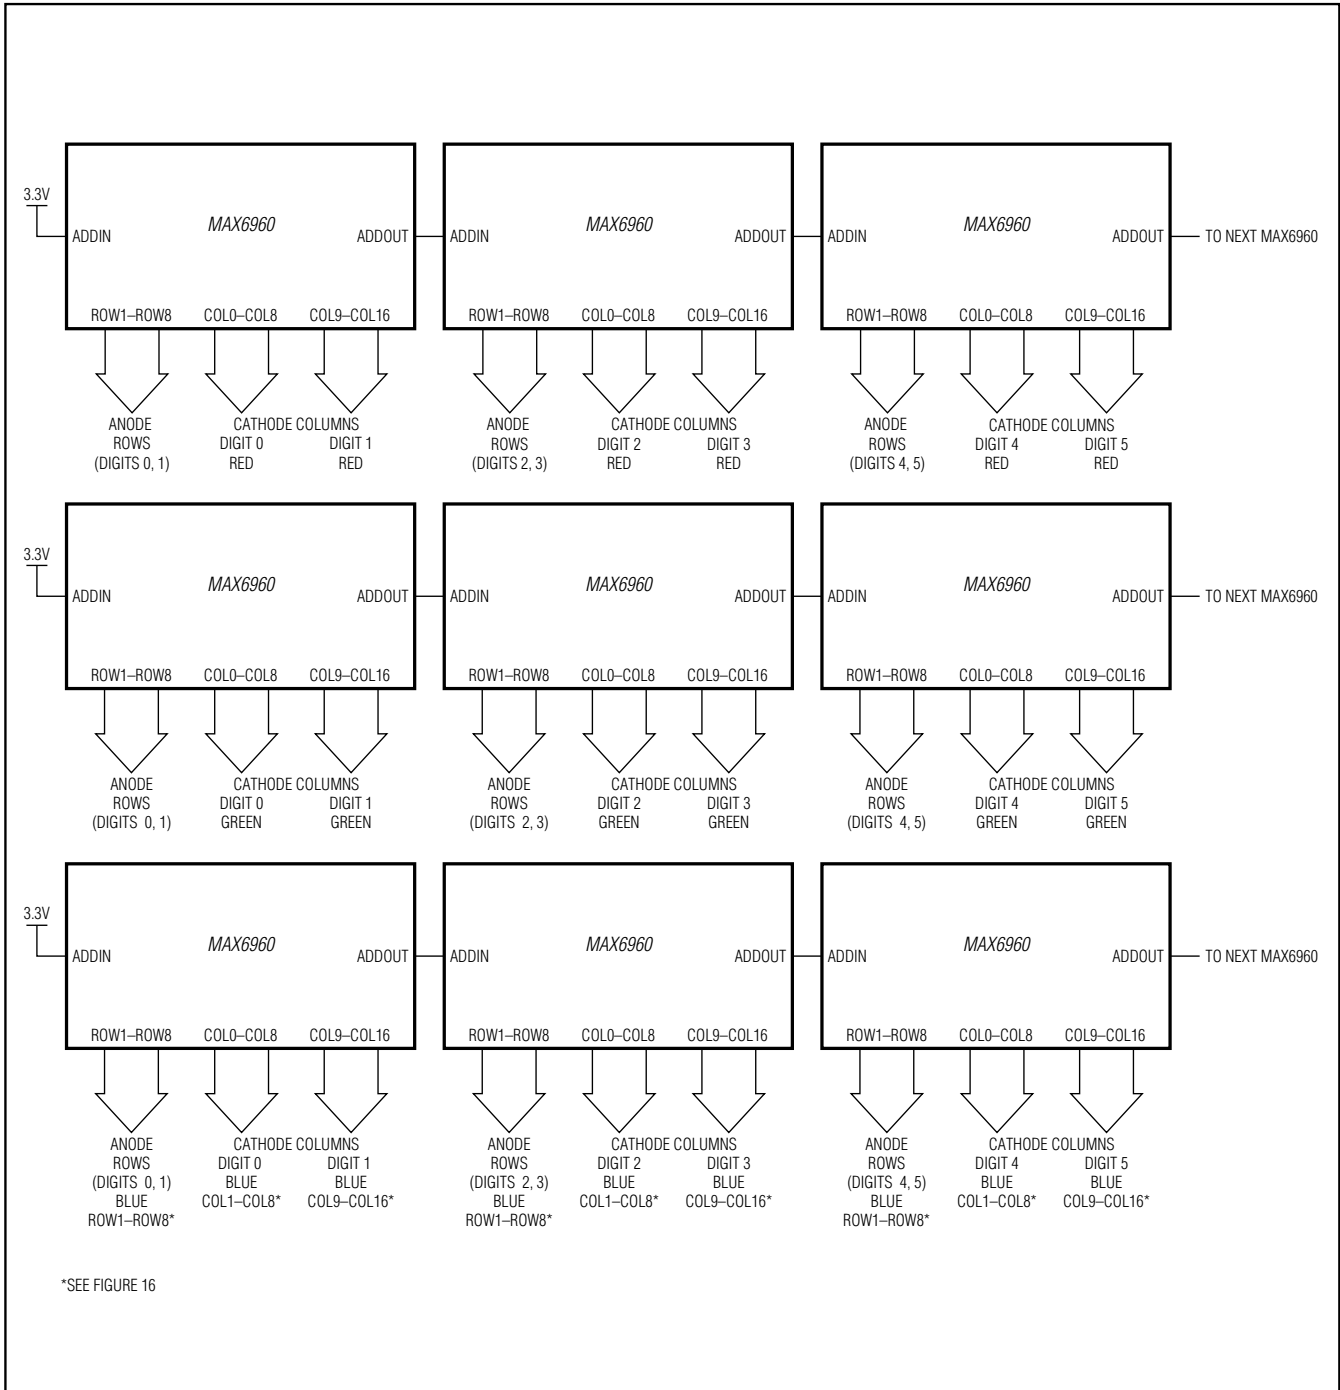 3.3V
ADDIN MAX6960 ADDOUT ADDIN MAX6960 ADDOUT ADDIN MAX6960 ADDOUT TO NEXT MAX6960
ROW1–ROW8 COL0–COL8 COL9–COL16 ROW1–ROW8 COL0–COL8 COL9–COL16 ROW1–ROW8 COL0–COL8 COL9–COL16
ANODE CATHODE COLUMNS ANODE CATHODE COLUMNS ANODE CATHODE COLUMNS
ROWS DIGIT 0 DIGIT 1 ROWS DIGIT 2 DIGIT 3 ROWS DIGIT 4 DIGIT 5
(DIGITS 0, 1) RED RED (DIGITS 2, 3) RED RED (DIGITS 4, 5) RED RED
3.3V
ADDIN MAX6960 ADDOUT ADDIN MAX6960 ADDOUT ADDIN MAX6960 ADDOUT TO NEXT MAX6960
ROW1–ROW8 COL0–COL8 COL9–COL16 ROW1–ROW8 COL0–COL8 COL9–COL16 ROW1–ROW8 COL0–COL8 COL9–COL16
ANODE CATHODE COLUMNS ANODE CATHODE COLUMNS ANODE CATHODE COLUMNS
ROWS DIGIT 0 DIGIT 1 ROWS DIGIT 2 DIGIT 3 ROWS DIGIT 4 DIGIT 5
(DIGITS 0, 1) GREEN GREEN (DIGITS 2, 3) GREEN GREEN (DIGITS 4, 5) GREEN GREEN
3.3V
ADDIN MAX6960 ADDOUT ADDIN MAX6960 ADDOUT ADDIN MAX6960 ADDOUT TO NEXT MAX6960
ROW1–ROW8 COL0–COL8 COL9–COL16 ROW1–ROW8 COL0–COL8 COL9–COL16 ROW1–ROW8 COL0–COL8 COL9–COL16
ANODE CATHODE COLUMNS ANODE CATHODE COLUMNS ANODE CATHODE COLUMNS
ROWS DIGIT 0 DIGIT 1 ROWS DIGIT 2 DIGIT 3 ROWS DIGIT 4 DIGIT 5
(DIGITS 0, 1) BLUE BLUE (DIGITS 2, 3) BLUE BLUE (DIGITS 4, 5) BLUE BLUE
BLUE COL1–COL8* COL9–COL16* BLUE COL1–COL8* COL9–COL16* BLUE COL1–COL8* COL9–COL16*
ROW1–ROW8* ROW1–ROW8* ROW1–ROW8*
*SEE FIGURE 16